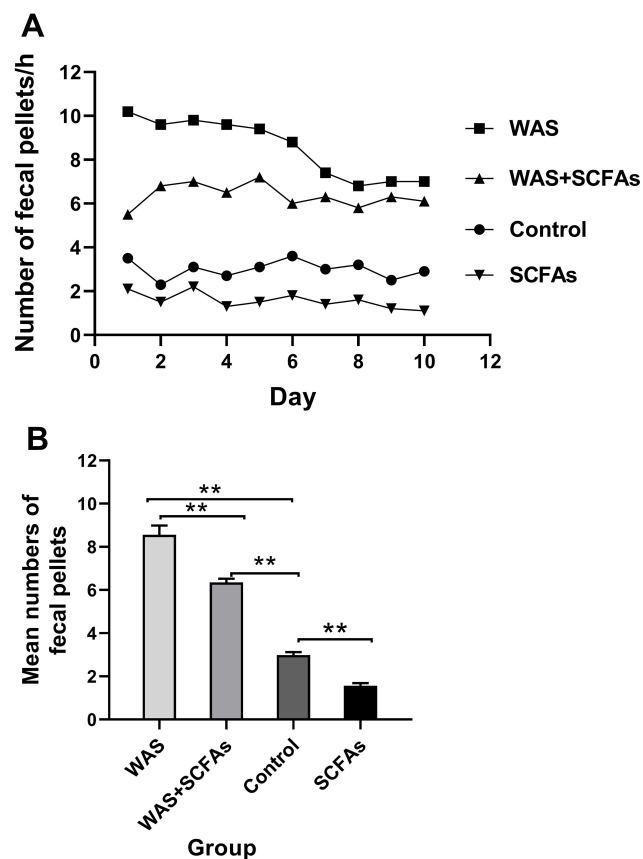 A
Number of fecal pellets/h
12
10
8
6
4
2
0
0 2 4 6 8 10 12
Day
WAS
WAS+SCFAs
Control
SCFAs
B
Mean numbers of
fecal pellets
12
10
8
6
4
2
0
**
**
**
**
WAS
WAS+SCFAs
Control
SCFAs
Group